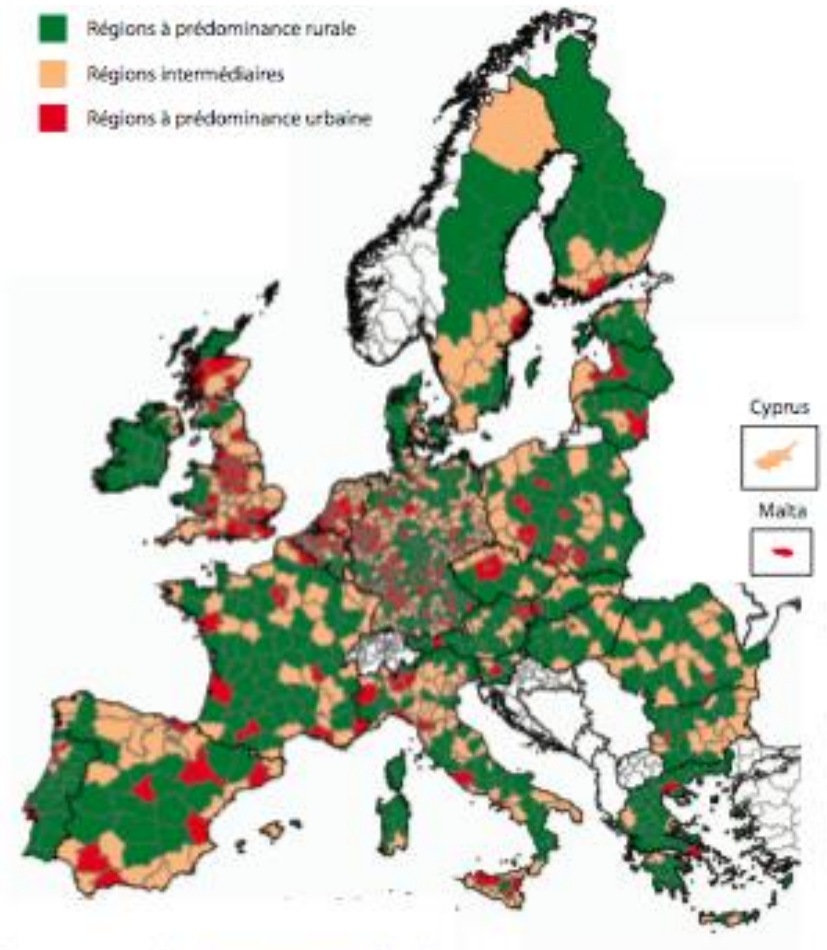 Régions à prédominance rurale
Régions intermédiaires
Régions à prédominance urbaine
Cyprus
Malta